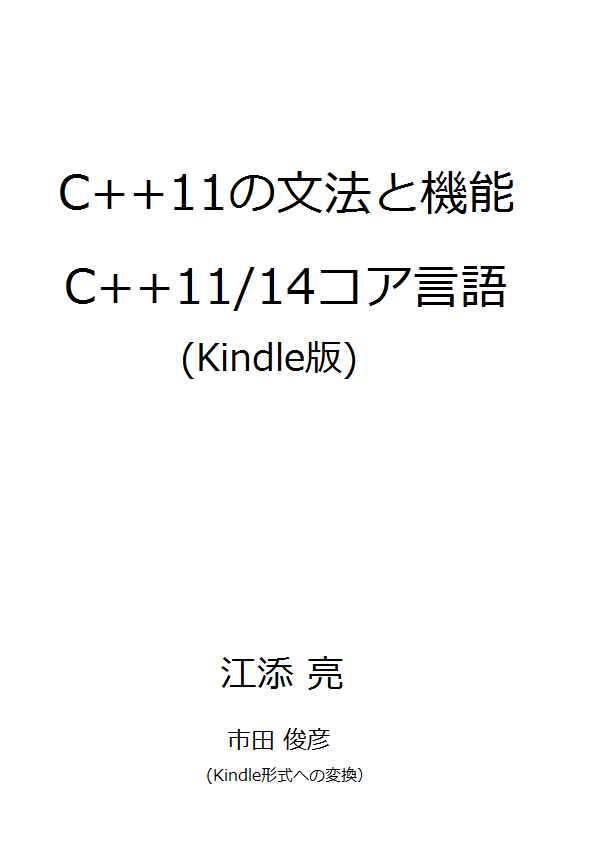 C++11の文法と機能
C++11/14コア言語
(Kindle版)
江添 亮
市田 俊彦
(Kindle形式への変換)